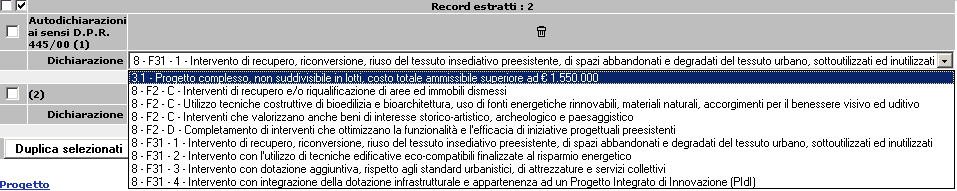 Record estratti : 2
Autodichiarazioni
ai sensi D.P.R.
445/00 (1)
Dichiarazione
8 - F31 - 1 - Intervento di recupero, riconversione, riuso del tessuto insediativo preesistente, di spazi abbandonati e degradati del tessuto urbano, sottoutilizzati ed inutilizzati
3.1 - Progetto complesso, non suddivisibile in lotti, costo totale ammissibile superiore ad € 1.550.000
8 - F2 - C - Interventi di recupero e/o riqualificazione di aree ed immobili dismessi
(2)
8 - F2 - C - Utilizzo tecniche costruttive di bioedilizia e bioarchitettura, uso di fonti energetiche rinnovabili, materiali naturali, accorgimenti per il benessere visivo ed uditivo
Dichiarazione
8 - F2 - C - Interventi che valorizzano anche beni di interesse storico-artistico, archeologico e paesaggistico
8 - F2 - D - Completamento di interventi che ottimizzano la funzionalità e l'efficacia di iniziative progettuali preesistenti
8 - F31 - 1 - Intervento di recupero, riconversione, riuso del tessuto insediativo preesistente, di spazi abbandonati e degradati del tessuto urbano, sottoutilizzati ed inutilizzati
Duplica selezionati
8 - F31 - 2 - Intervento con l'utilizzo di tecniche edificative eco-compatibili finalizzate al risparmio energetico
8 - F31 - 3 - Intervento con dotazione aggiuntiva, rispetto agli standard urbanistici, di attrezzature e servizi collettivi
8 - F31 - 4 - Intervento con integrazione della dotazione infrastrutturale e appartenenza ad un Progetto Integrato di Innovazione (PIdI)
Progetto